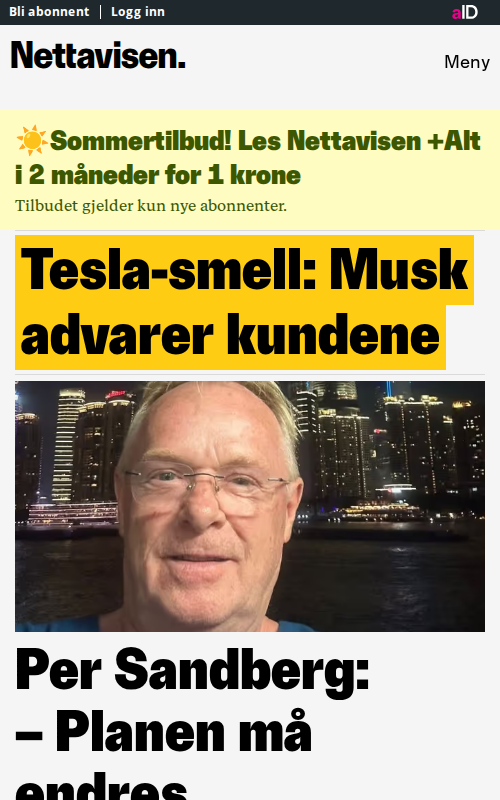 Bli abonnent | Logg inn
aID
Nettavisen.
Meny
☀️Sommertilbud! Les Nettavisen +Alt
i 2 måneder for 1 krone
Tilbudet gjelder kun nye abonnenter.
Tesla-smell: Musk
advarer kundene
Per Sandberg:
– Planen må
endres